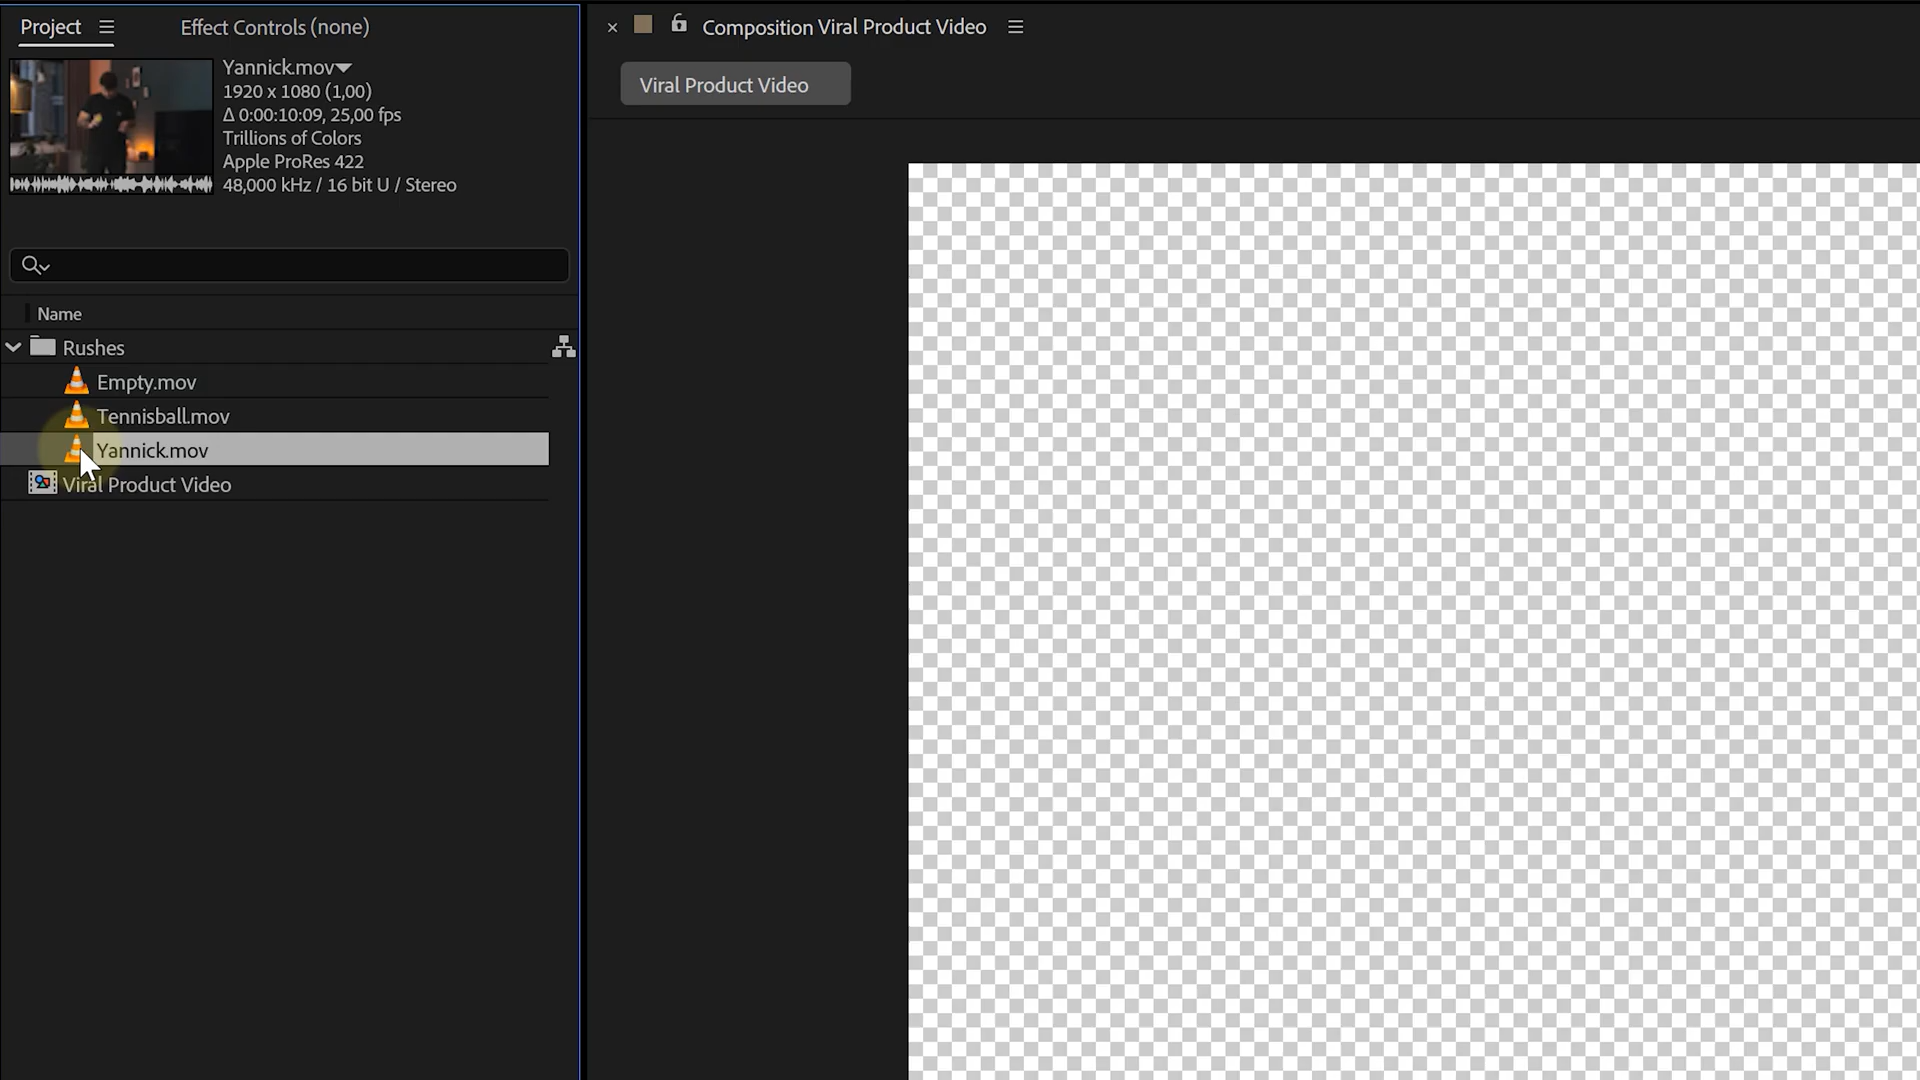 Project
Effect Controls (none)
Composition Viral Product Video
Yannick.mov
1920 x 1080 (1,00)
Δ 0:00:10:09, 25,00 fps
Trillions of Colors
Apple ProRes 422
48,000 kHz / 16 bit U / Stereo
Viral Product Video
Name
Rushes
Empty.mov
Tennisball.mov
Yannick.mov
Viral Product Video